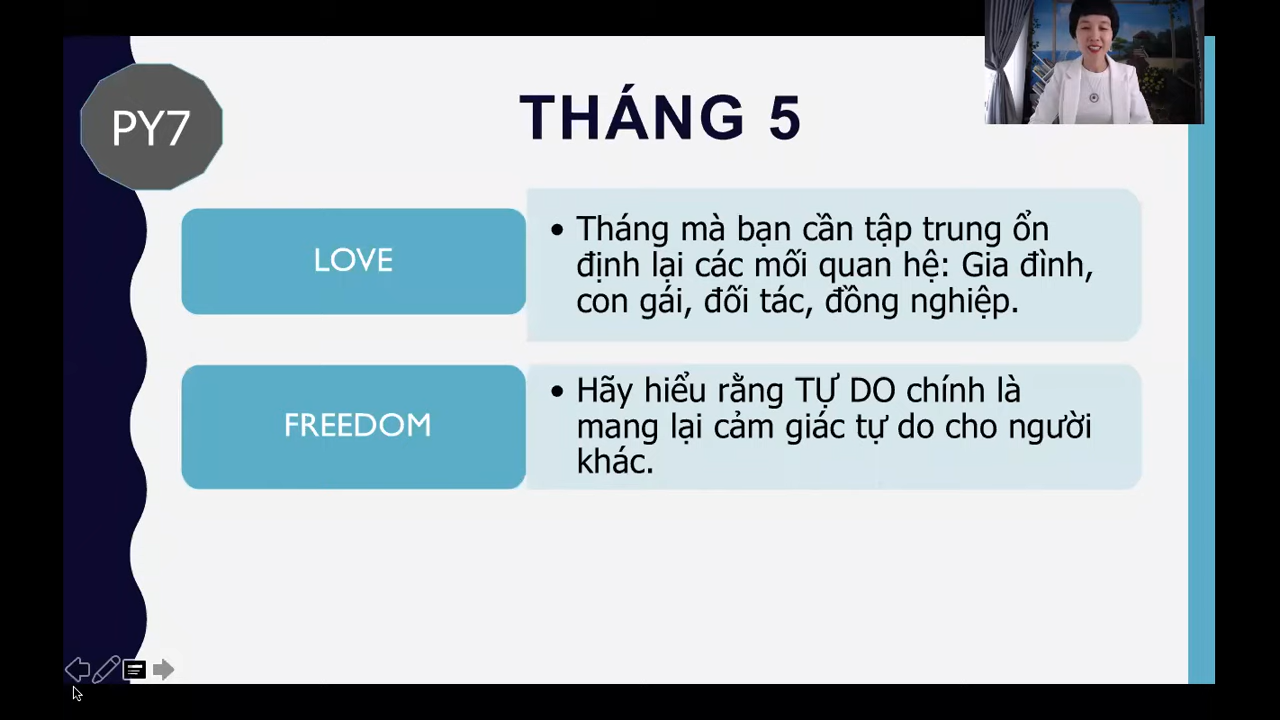 PY7
THÁNG 5
LOVE
• Tháng mà bạn cần tập trung ổn
định lại các mối quan hệ: Gia đình,
con gái, đối tác, đồng nghiệp.
FREEDOM
• Hãy hiểu rằng TỰ DO chính là
mang lại cảm giác tự do cho người
khác.